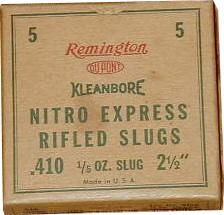 5 5
Remington
DU PONT
KLEANBORE
NITRO EXPRESS
RIFLED SLUGS
.410 1/5 OZ. SLUG 2½"
Made in U.S.A.